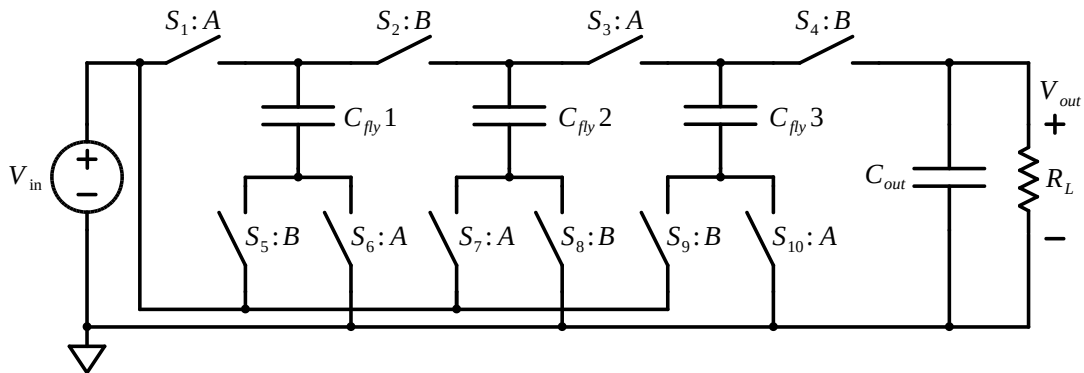 S1:A
S2:B
S3:A
S4:B
Vin
+
−
Cfly1
Cfly2
Cfly3
Cout
RL
Vout
+
−
S5:B
S6:A
S7:A
S8:B
S9:B
S10:A